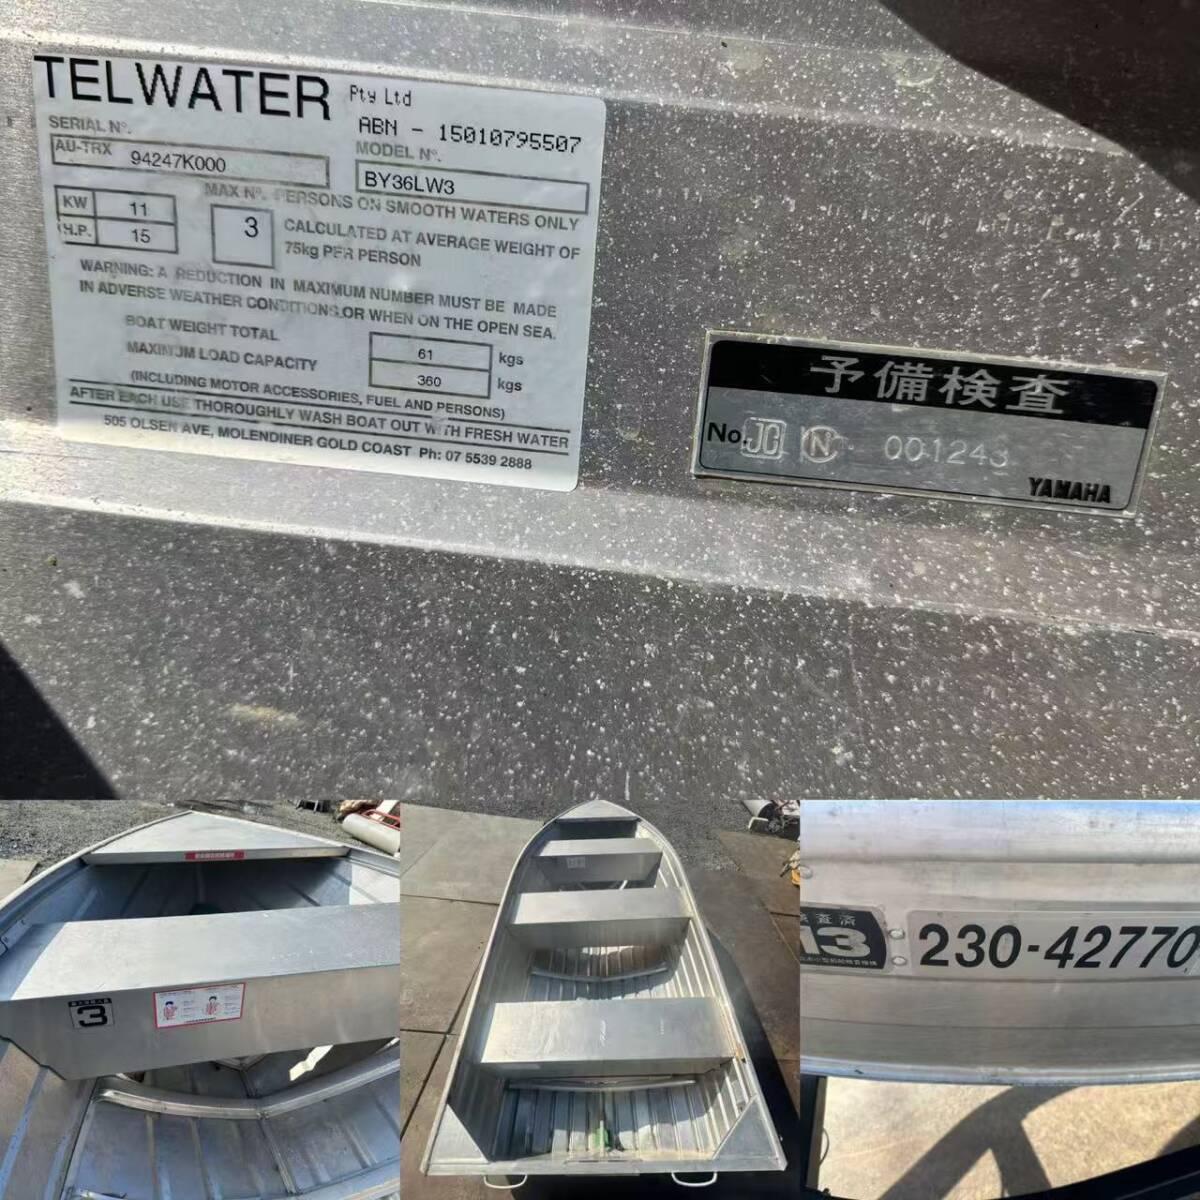 TELWATER Pty Ltd
ABN - 15010795507
SERIAL Nº.
AU-TRX 94247K000
MODEL Nº.
BY36LW3
KW 11
H.P. 15
MAX Nº. PERSONS ON SMOOTH WATERS ONLY
3
CALCULATED AT AVERAGE WEIGHT OF
75kg PER PERSON
WARNING: A REDUCTION IN MAXIMUM NUMBER MUST BE MADE
IN ADVERSE WEATHER CONDITIONS.OR WHEN ON THE OPEN SEA.
BOAT WEIGHT TOTAL 61 kgs
MAXIMUM LOAD CAPACITY 360 kgs
(INCLUDING MOTOR ACCESSORIES, FUEL AND PERSONS)
AFTER EACH USE THOROUGHLY WASH BOAT OUT WITH FRESH WATER
505 OLSEN AVE, MOLENDINER GOLD COAST Ph: 07 5539 2888
予備検査
No. JG N 001243
YAMAHA
3
検査済
13
230-42770